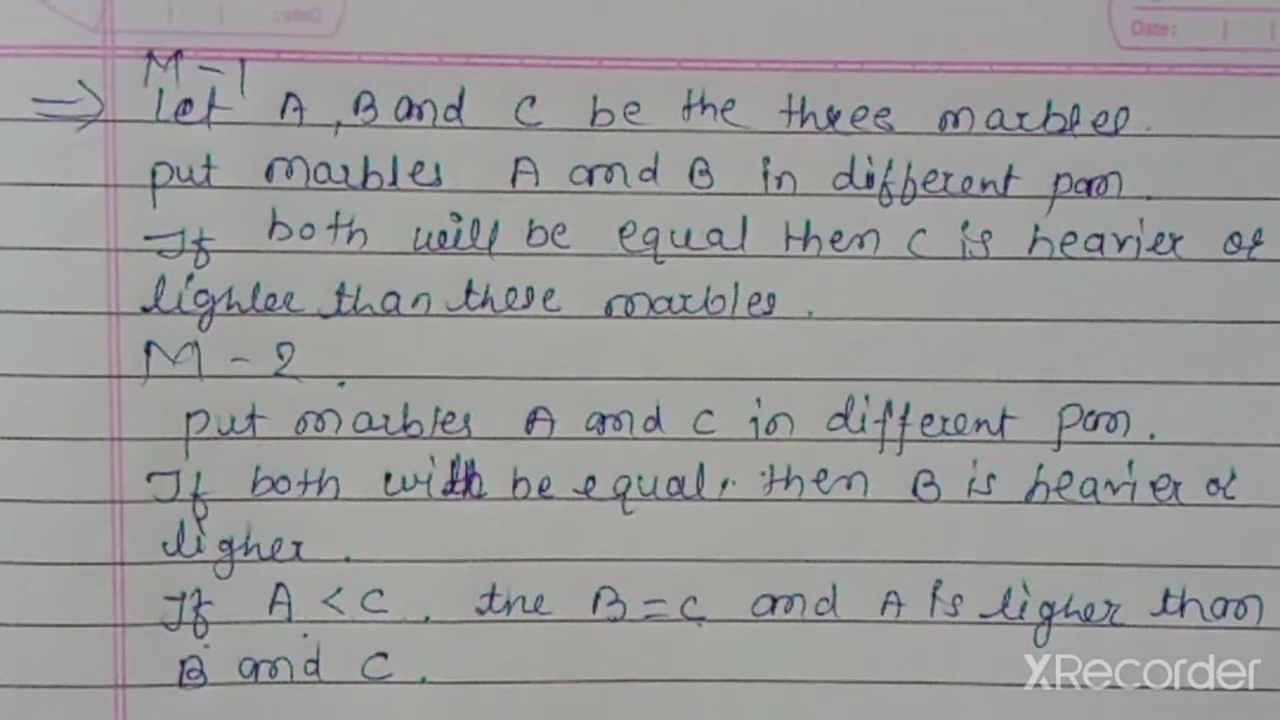 Date:
M-1
⇒ Let A, B and C be the three marbles.
put marbles A and B in different pan.
If both will be equal then C is heavier or
lighter than these marbles.
M-2.
put marbles A and C in different pan.
If both with be equal, then B is heavier or
ligher.
If A < C. the B = C and A is ligher than
B and C.
XRecorder